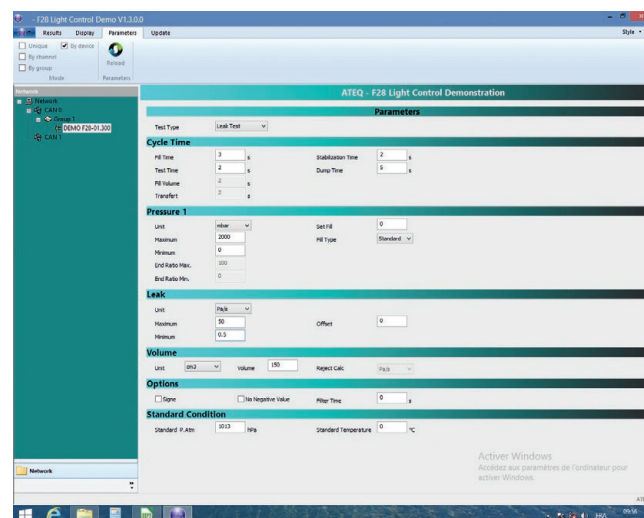 - F28 Light Control Demo V1.3.0.0
Results Display Parameters Update
Style
Unique By device
By channel
By group
Reload
Mode Parameters
Network
Network
CAN 0
Group 1
DEMO F28-01.300
CAN 1
ATEQ - F28 Light Control Demonstration
Parameters
Test Type Leak Test
Cycle Time
Fill Time 3 s Stabilization Time 2 s
Test Time 2 s Dump Time 5 s
Fill Volume 2 s
Transfert 2 s
Pressure 1
Unit mbar Set Fill 0
Maximum 2000 Fill Type Standard
Minimum 0
End Ratio Max. 100
End Ratio Min. 0
Leak
Unit Pa/s
Maximum 50 Offset 0
Minimum 0.5
Volume
Unit cm3 Volume 150 Reject Calc Pa/s
Options
Signe No Negative Value Filter Time 0 s
Standard Condition
Standard P.Atm 1013 hPa Standard Temperature 0 °C
Activer Windows
Accédez aux paramètres de l'ordinateur pour
activer Windows.
Network
FRA 09:56